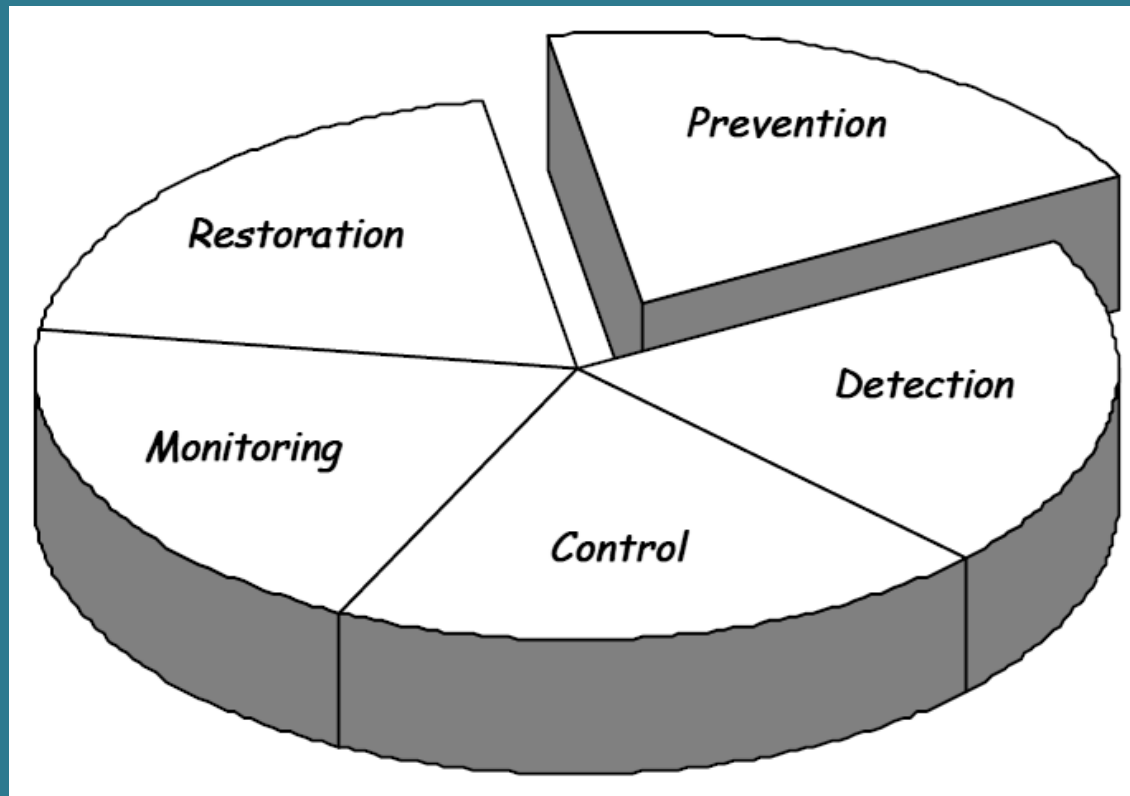 Prevention
Restoration
Detection
Monitoring
Control